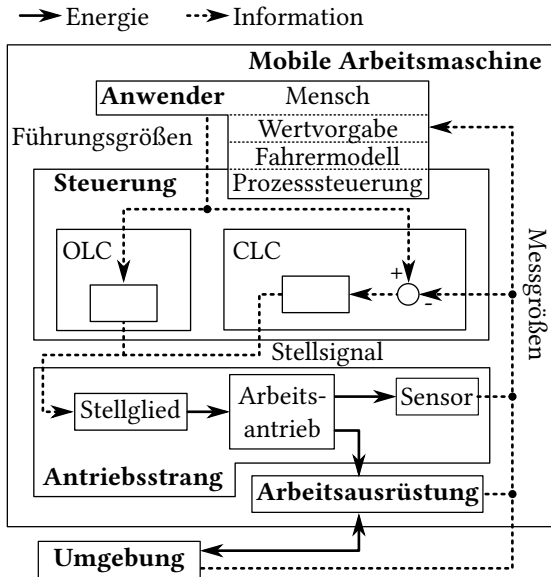 Energie
Information
Mobile Arbeitsmaschine
Anwender
Mensch
Führungsgrößen
Wertvorgabe
Fahrermodell
Steuerung
Prozesssteuerung
OLC
CLC
+
-
Messgrößen
Stellsignal
Stellglied
Arbeits-
antrieb
Sensor
Antriebsstrang
Arbeitsausrüstung
Umgebung